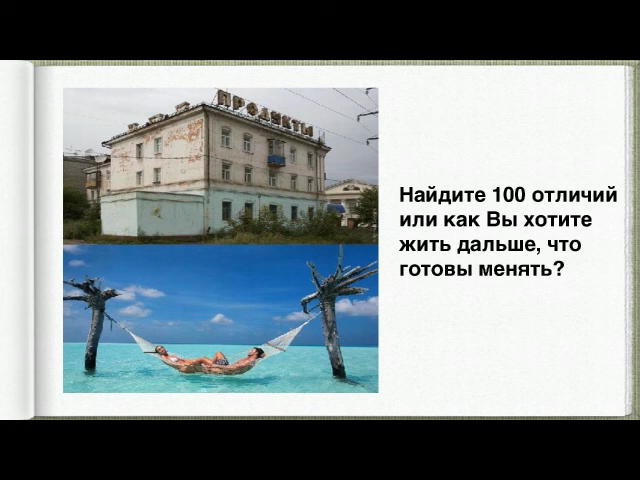 ПРОДУКТЫ
Найдите 100 отличий
или как Вы хотите
жить дальше, что
готовы менять?